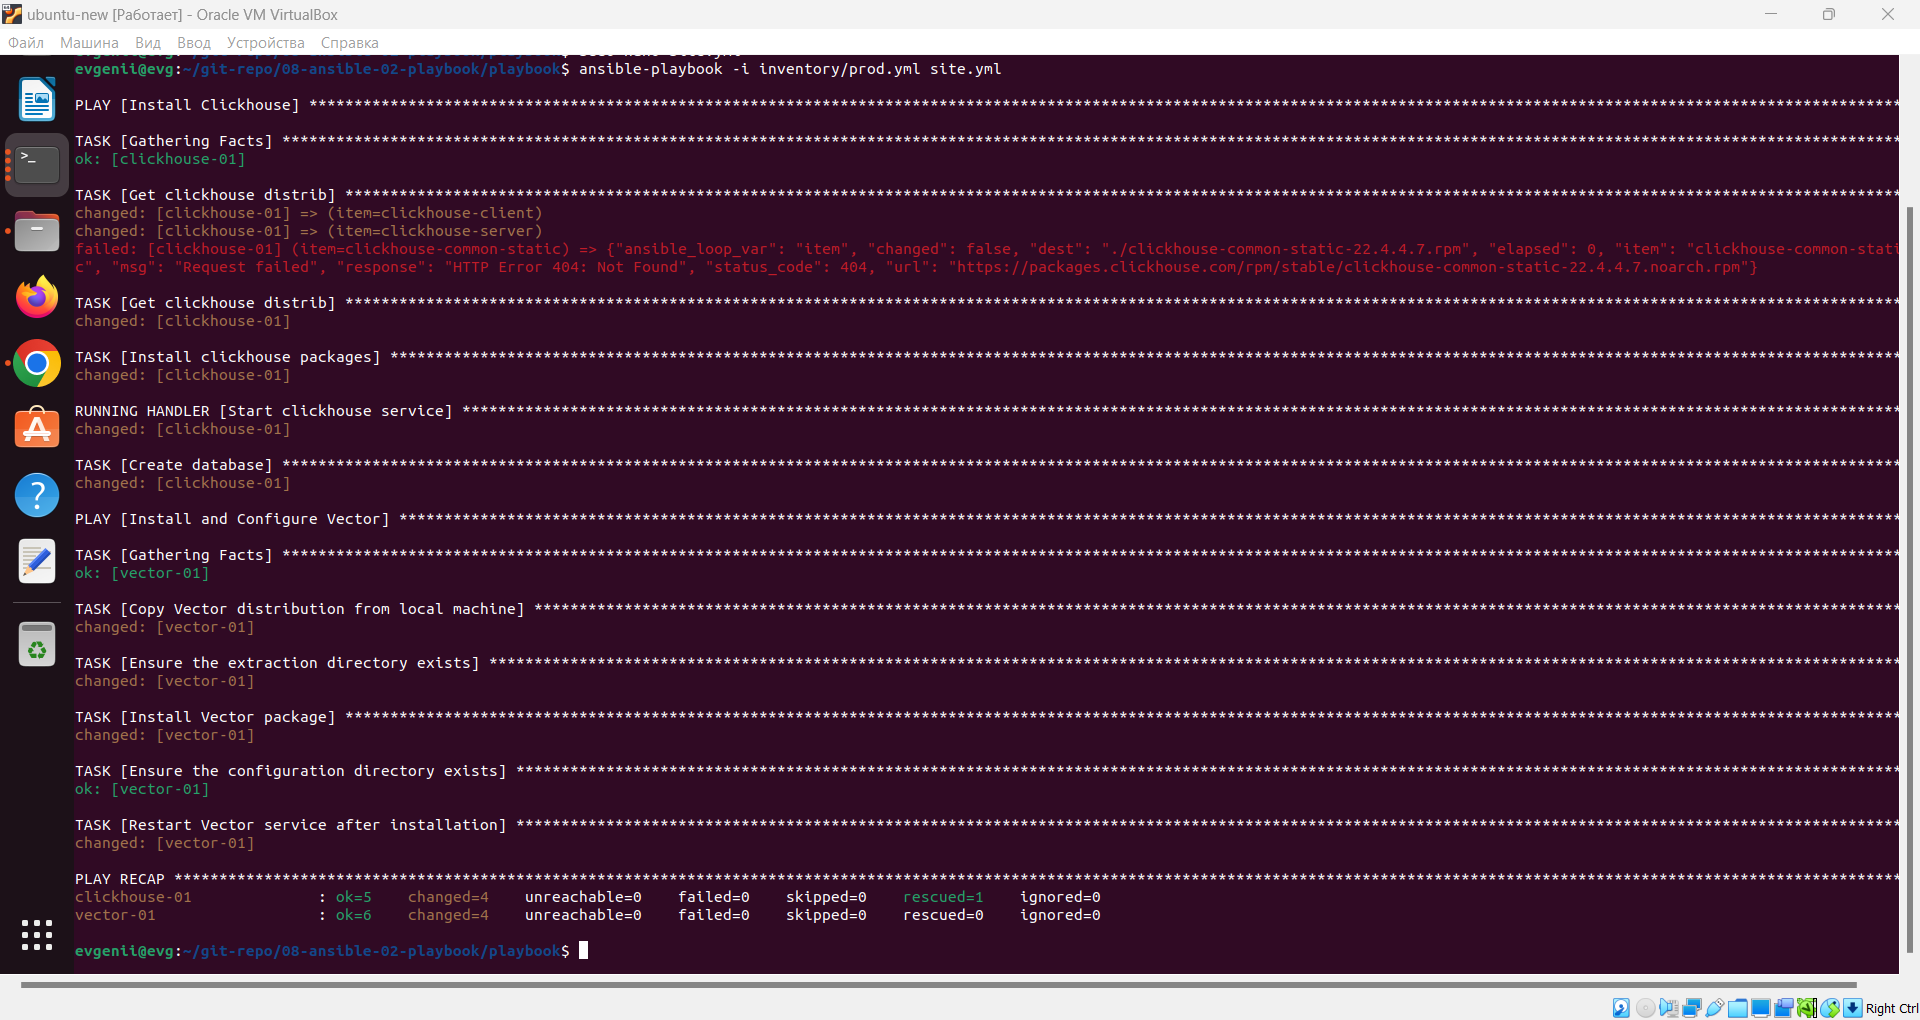 ubuntu-new [Работает] - Oracle VM VirtualBox
Файл Машина Вид Ввод Устройства Справка
evgenii@evg:~/git-repo/08-ansible-02-playbook/playbook$ ansible-playbook -i inventory/prod.yml site.yml
PLAY [Install Clickhouse] ****
TASK [Gathering Facts] ****
ok: [clickhouse-01]
TASK [Get clickhouse distrib] ****
changed: [clickhouse-01] => (item=clickhouse-client)
changed: [clickhouse-01] => (item=clickhouse-server)
failed: [clickhouse-01] (item=clickhouse-common-static) => {"ansible_loop_var": "item", "changed": false, "dest": "./clickhouse-common-static-22.4.4.7.rpm", "elapsed": 0, "item": "clickhouse-common-stati
c", "msg": "Request failed", "response": "HTTP Error 404: Not Found", "status_code": 404, "url": "https://packages.clickhouse.com/rpm/stable/clickhouse-common-static-22.4.4.7.noarch.rpm"}
TASK [Get clickhouse distrib] ****
changed: [clickhouse-01]
TASK [Install clickhouse packages] ****
changed: [clickhouse-01]
RUNNING HANDLER [Start clickhouse service] ****
changed: [clickhouse-01]
TASK [Create database] ****
changed: [clickhouse-01]
PLAY [Install and Configure Vector] ****
TASK [Gathering Facts] ****
ok: [vector-01]
TASK [Copy Vector distribution from local machine] ****
changed: [vector-01]
TASK [Ensure the extraction directory exists] ****
changed: [vector-01]
TASK [Install Vector package] ****
changed: [vector-01]
TASK [Ensure the configuration directory exists] ****
ok: [vector-01]
TASK [Restart Vector service after installation] ****
changed: [vector-01]
PLAY RECAP ****
clickhouse-01 : ok=5 changed=4 unreachable=0 failed=0 skipped=0 rescued=1 ignored=0
vector-01 : ok=6 changed=4 unreachable=0 failed=0 skipped=0 rescued=0 ignored=0
evgenii@evg:~/git-repo/08-ansible-02-playbook/playbook$
Right Ctrl